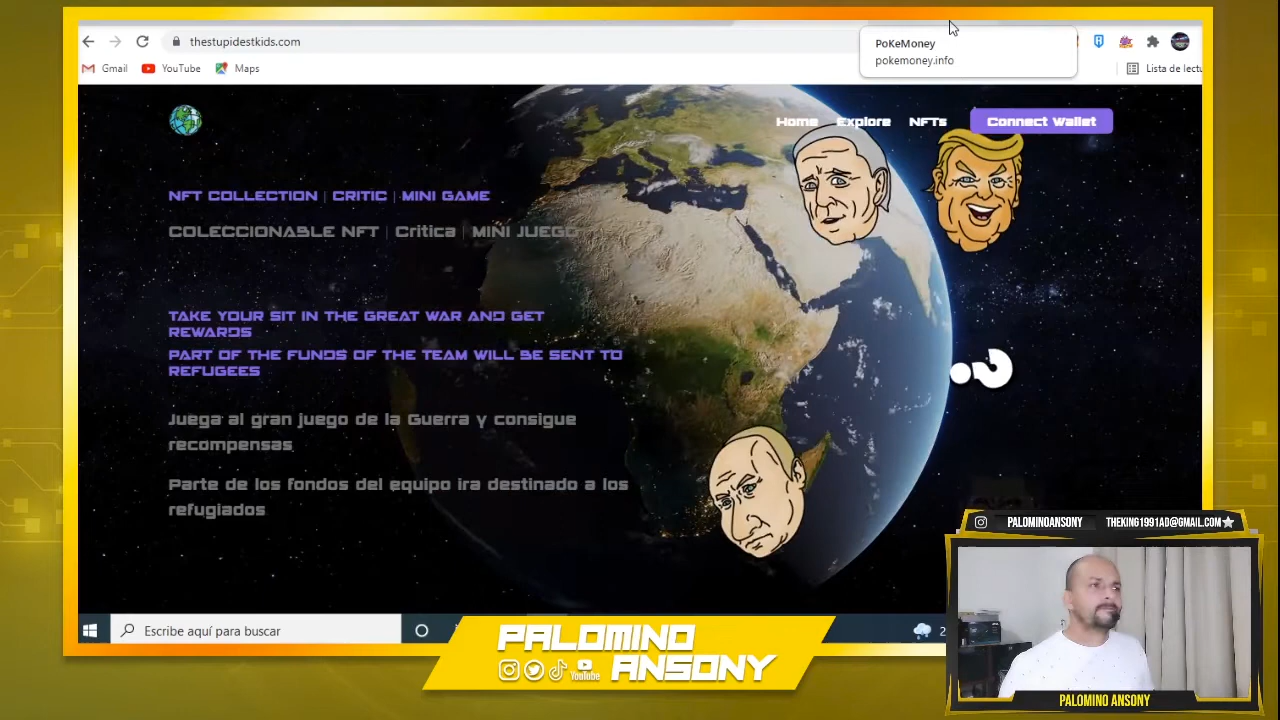 thestupidestkids.com
PoKeMoney
pokemoney.info
Gmail
YouTube
Maps
Lista de lectu
Home
Explore
NFTs
Connect Wallet
NFT COLLECTION | CRITIC | MINI GAME
COLECCIONABLE NFT | Critica | MINI JUEGO
TAKE YOUR SIT IN THE GREAT WAR AND GET
REWARDS
PART OF THE FUNDS OF THE TEAM WILL BE SENT TO
REFUGEES
Juega al gran juego de la Guerra y consigue
recompensas
Parte de los fondos del equipo ira destinado a los
refugiados
?
PALOMINOANSONY
THEKING1991AD@GMAIL.COM
Escribe aquí para buscar
2
PALOMINO
YouTube
ANSONY
PALOMINO ANSONY